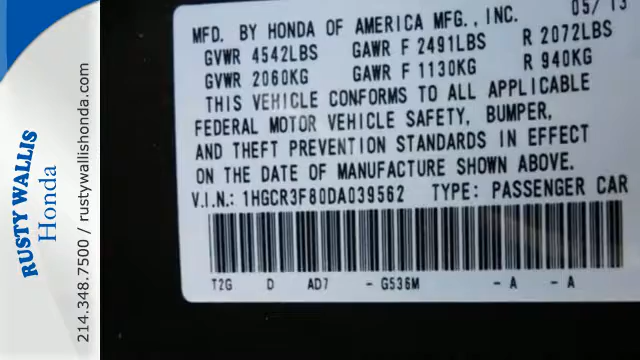 RUSTY WALLIS
Honda
214.348.7500 / rustywallishonda.com
MFD. BY HONDA OF AMERICA MFG., INC. 05/13
GVWR 4542LBS GAWR F 2491LBS R 2072LBS
GVWR 2060KG GAWR F 1130KG R 940KG
THIS VEHICLE CONFORMS TO ALL APPLICABLE
FEDERAL MOTOR VEHICLE SAFETY, BUMPER,
AND THEFT PREVENTION STANDARDS IN EFFECT
ON THE DATE OF MANUFACTURE SHOWN ABOVE.
V.I.N.: 1HGCR3F80DA039562 TYPE: PASSENGER CAR
T2G D AD7 - G536M - A - A